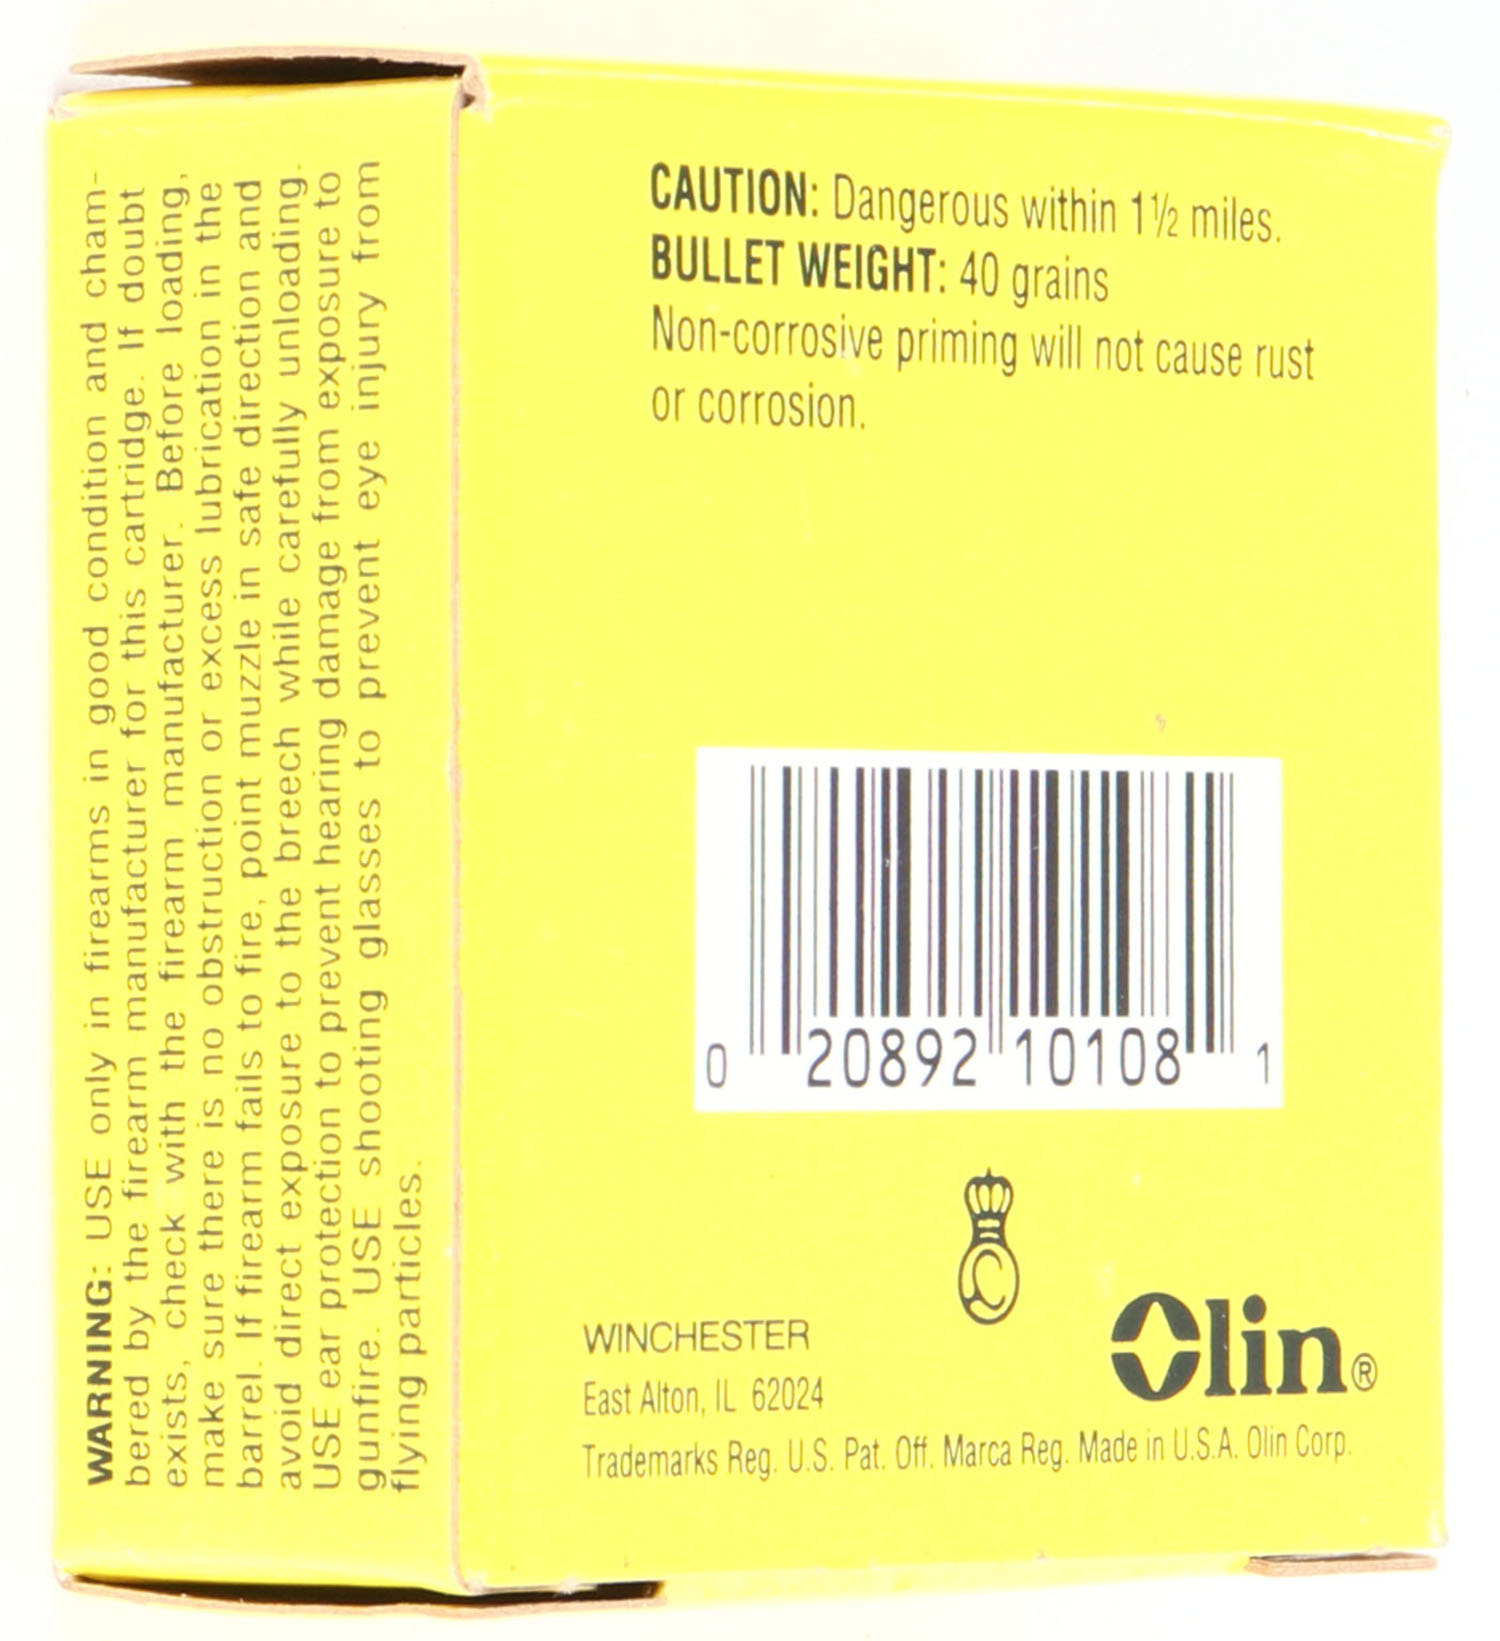 WARNING: USE only in firearms in good condition and cham-
bered by the firearm manufacturer for this cartridge. If doubt
exists, check with the firearm manufacturer. Before loading,
make sure there is no obstruction or excess lubrication in the
barrel. If firearm fails to fire, point muzzle in safe direction and
avoid direct exposure to the breech while carefully unloading.
USE ear protection to prevent hearing damage from exposure to
gunfire. USE shooting glasses to prevent eye injury from
flying particles.
CAUTION: Dangerous within 1½ miles.
BULLET WEIGHT: 40 grains
Non-corrosive priming will not cause rust
or corrosion.
0 20892 10108 1
WINCHESTER
East Alton, IL 62024
Olin®
Trademarks Reg. U.S. Pat. Off. Marca Reg. Made in U.S.A. Olin Corp.